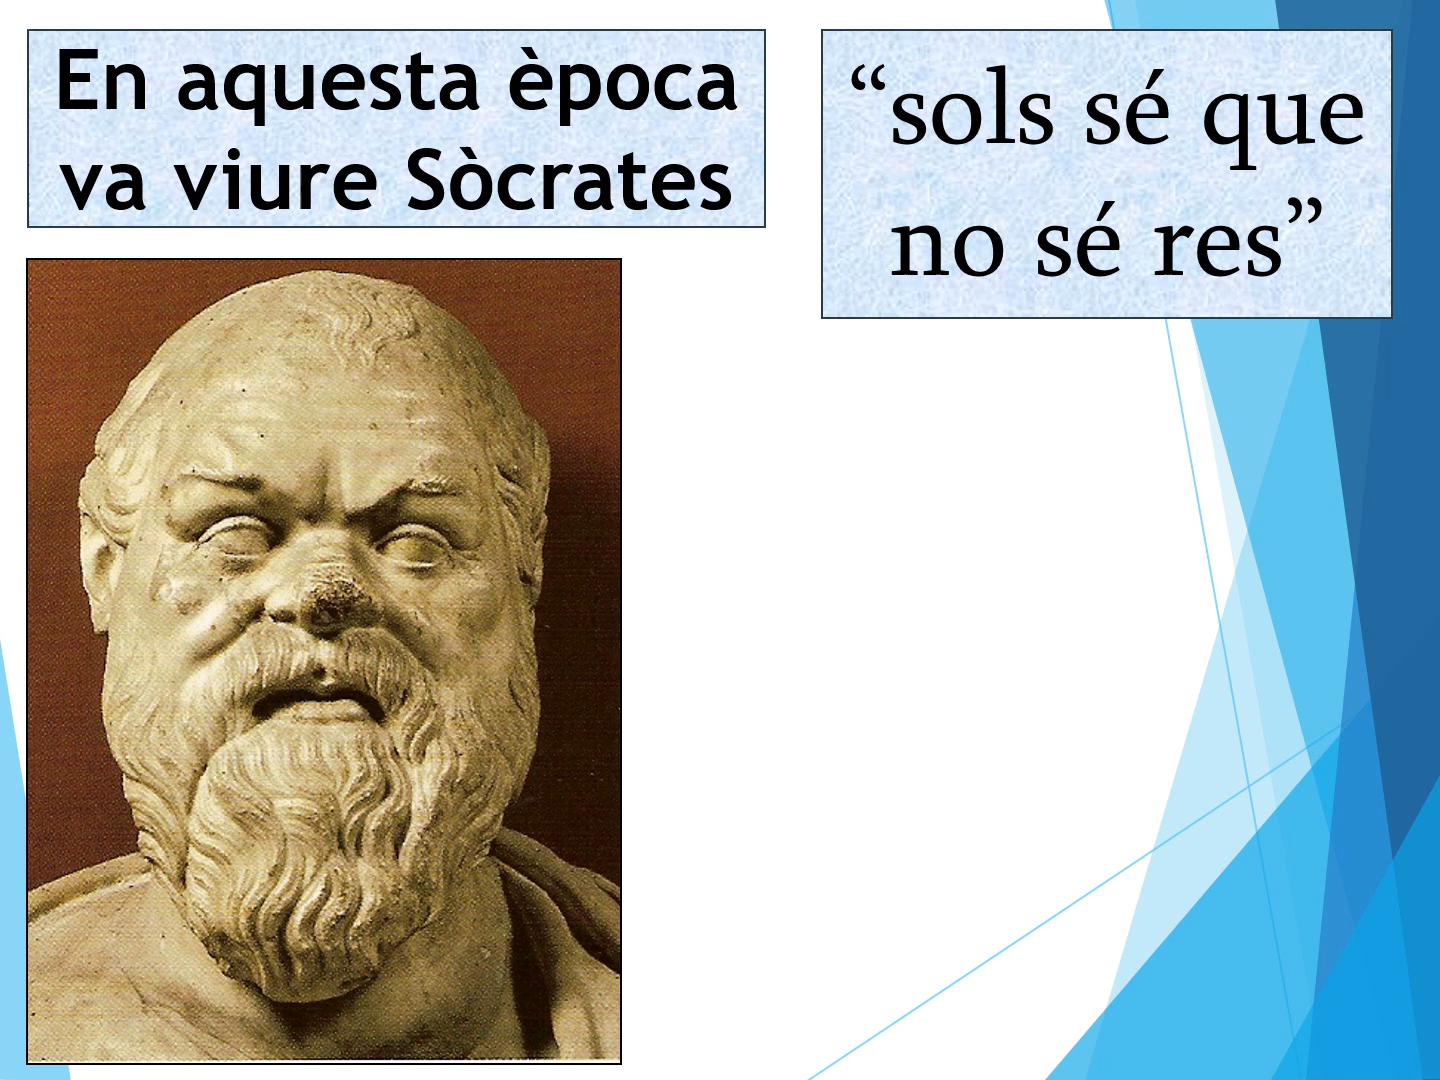 En aquesta època
va viure Sòcrates
“sols sé que
no sé res”